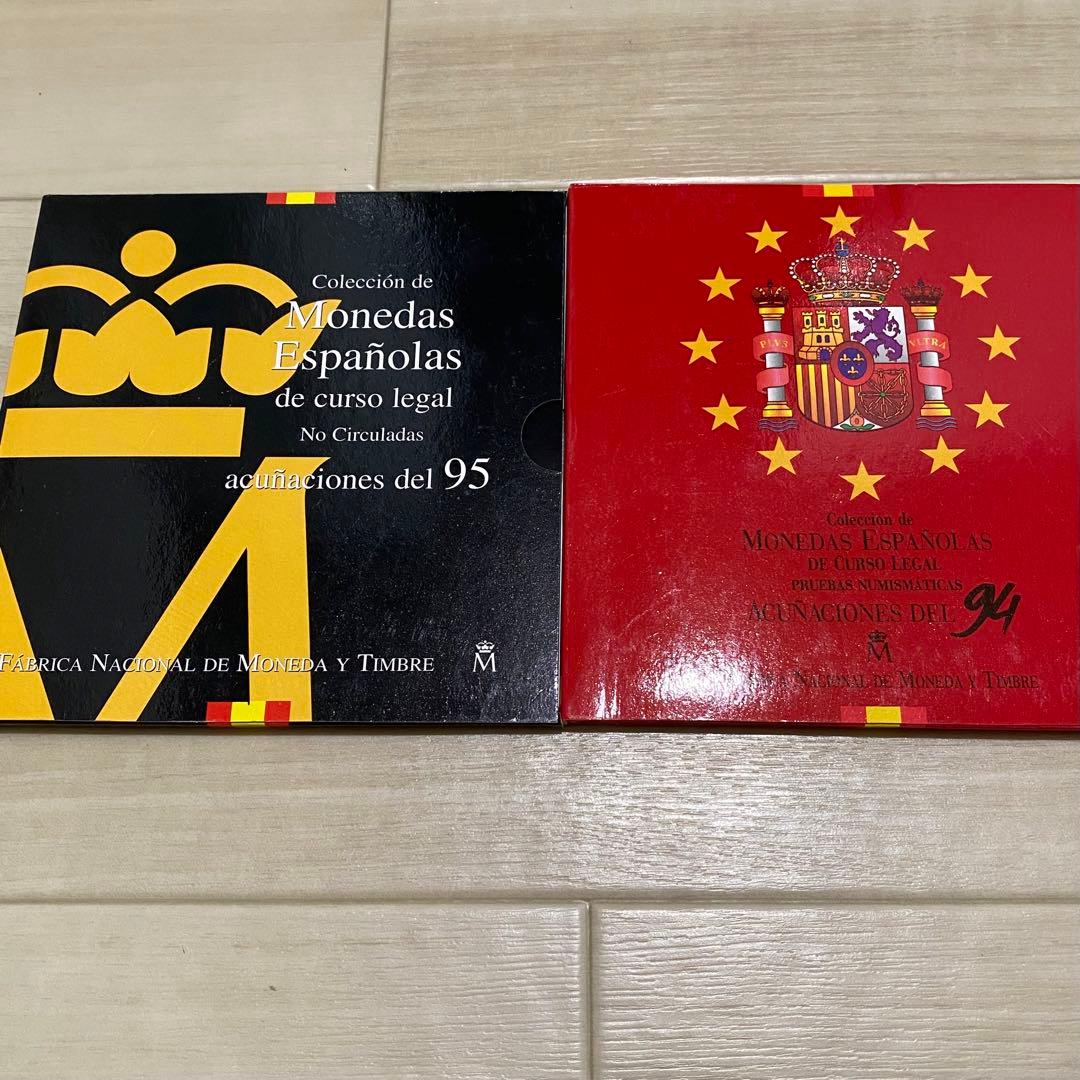 Colección de
Monedas
Españolas
de curso legal
No Circuladas
acuñaciones del 95
FÁBRICA NACIONAL DE MONEDA Y TIMBRE
M
PLVS
VLTRA
Colección de
MONEDAS ESPAÑOLAS
DE CURSO LEGAL
PRUEBAS NUMISMÁTICAS
ACUÑACIONES DEL 94
M
NACIONAL DE MONEDA Y TIMBRE